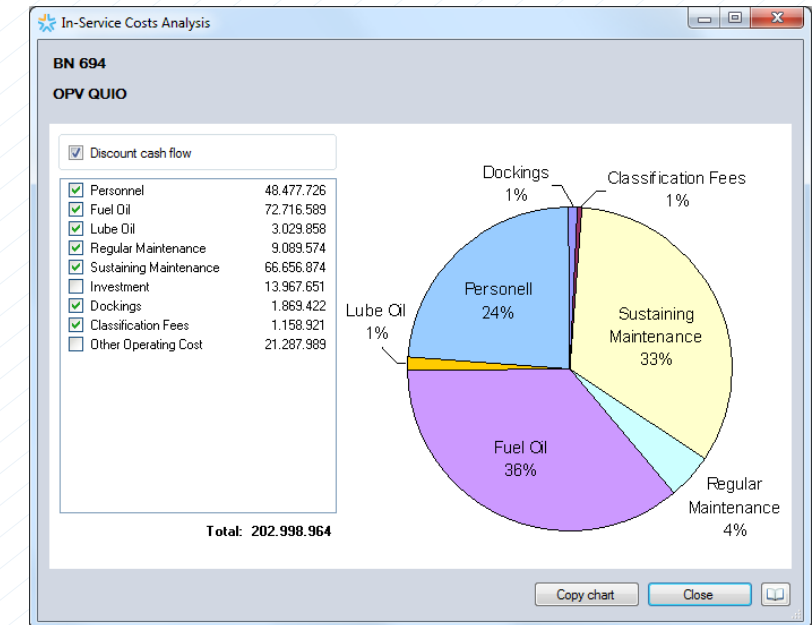 In-Service Costs Analysis
BN 694
OPV QUIO
Discount cash flow
Personnel 48.477.726
Fuel Oil 72.716.589
Lube Oil 3.029.858
Regular Maintenance 9.089.574
Sustaining Maintenance 66.656.874
Investment 13.967.651
Dockings 1.869.422
Classification Fees 1.158.921
Other Operating Cost 21.287.989
Total: 202.998.964
Dockings
1%
Classification Fees
1%
Personell
24%
Lube Oil
1%
Sustaining
Maintenance
33%
Fuel Oil
36%
Regular
Maintenance
4%
Copy chart
Close